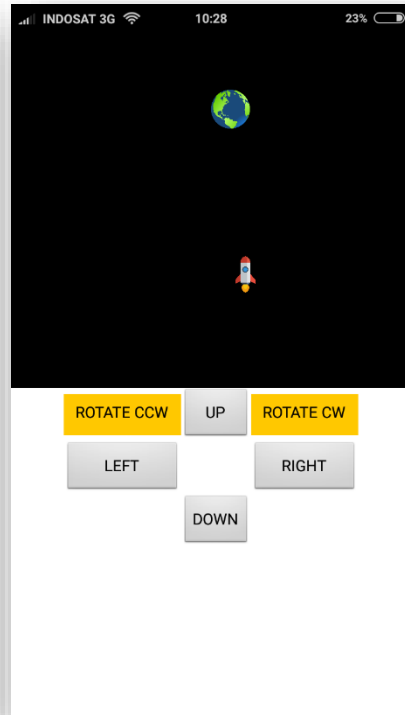 INDOSAT 3G 10:28 23%
ROTATE CCW UP ROTATE CW
LEFT RIGHT
DOWN